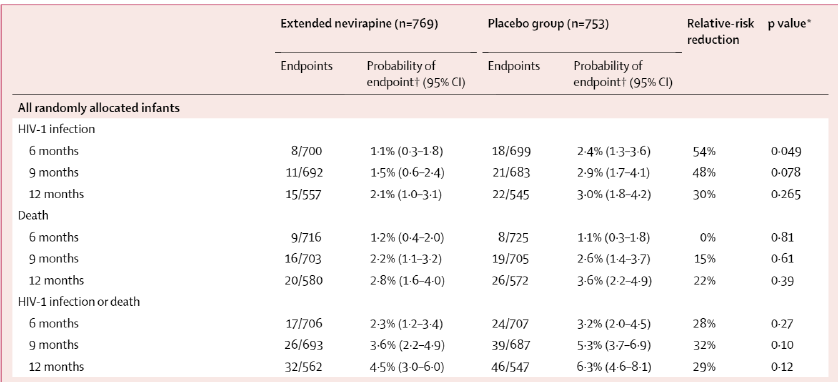 Extended nevirapine (n=769) Placebo group (n=753) Relative-risk reduction p value*
Endpoints Probability of endpoint† (95% CI) Endpoints Probability of endpoint† (95% CI)
All randomly allocated infants
HIV-1 infection
6 months 8/700 1·1% (0·3–1·8) 18/699 2·4% (1·3–3·6) 54% 0·049
9 months 11/692 1·5% (0·6–2·4) 21/683 2·9% (1·7–4·1) 48% 0·078
12 months 15/557 2·1% (1·0–3·1) 22/545 3·0% (1·8–4·2) 30% 0·265
Death
6 months 9/716 1·2% (0·4–2·0) 8/725 1·1% (0·3–1·8) 0% 0·81
9 months 16/703 2·2% (1·1–3·2) 19/705 2·6% (1·4–3·7) 15% 0·61
12 months 20/580 2·8% (1·6–4·0) 26/572 3·6% (2·2–4·9) 22% 0·39
HIV-1 infection or death
6 months 17/706 2·3% (1·2–3·4) 24/707 3·2% (2·0–4·5) 28% 0·27
9 months 26/693 3·6% (2·2–4·9) 39/687 5·3% (3·7–6·9) 32% 0·10
12 months 32/562 4·5% (3·0–6·0) 46/547 6·3% (4·6–8·1) 29% 0·12